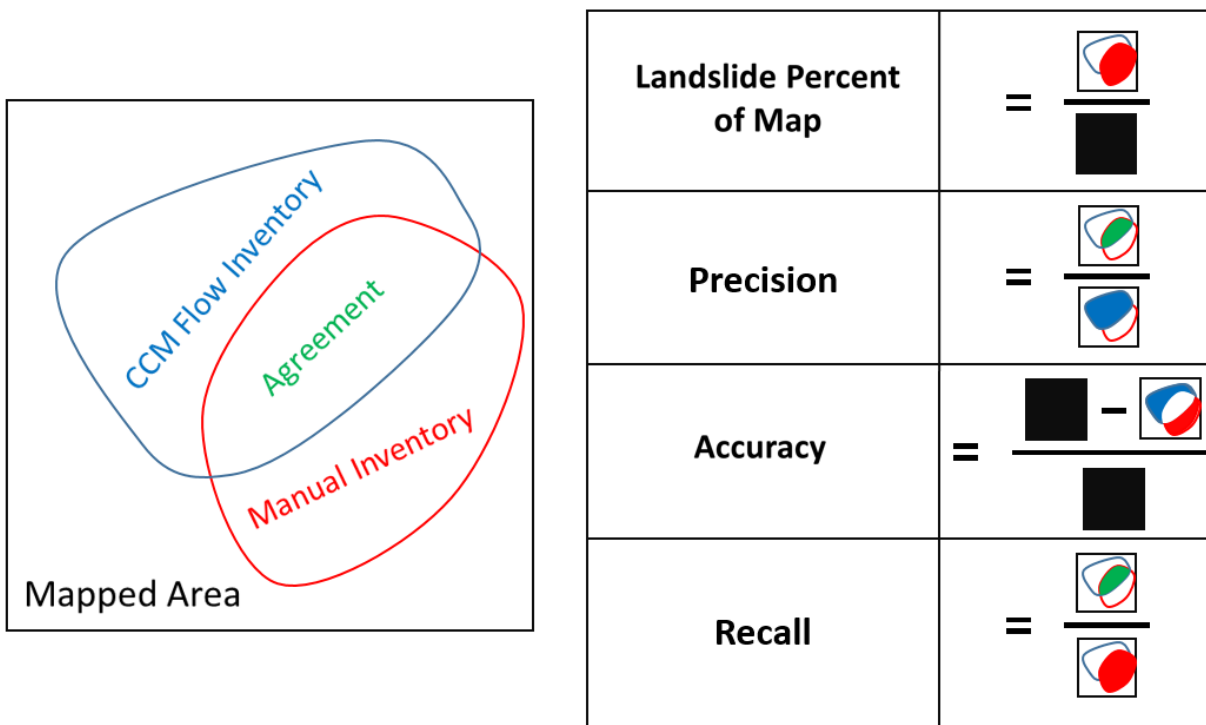 CCM Flow Inventory
Agreement
Manual Inventory
Mapped Area
Landslide Percent
of Map
=
Precision
=
Accuracy
=
−
Recall
=